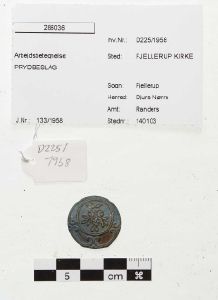 266036
Inv.Nr.: D225/1958
Arbejdsbetegnelse
Sted: FJELLERUP KIRKE
PRYDBESLAG
Sogn: Fjellerup
Herred: Djurs Nørre
Amt: Randers
J.Nr.: 133/1958
Stednr.: 140103
D225/
1958
5 cm